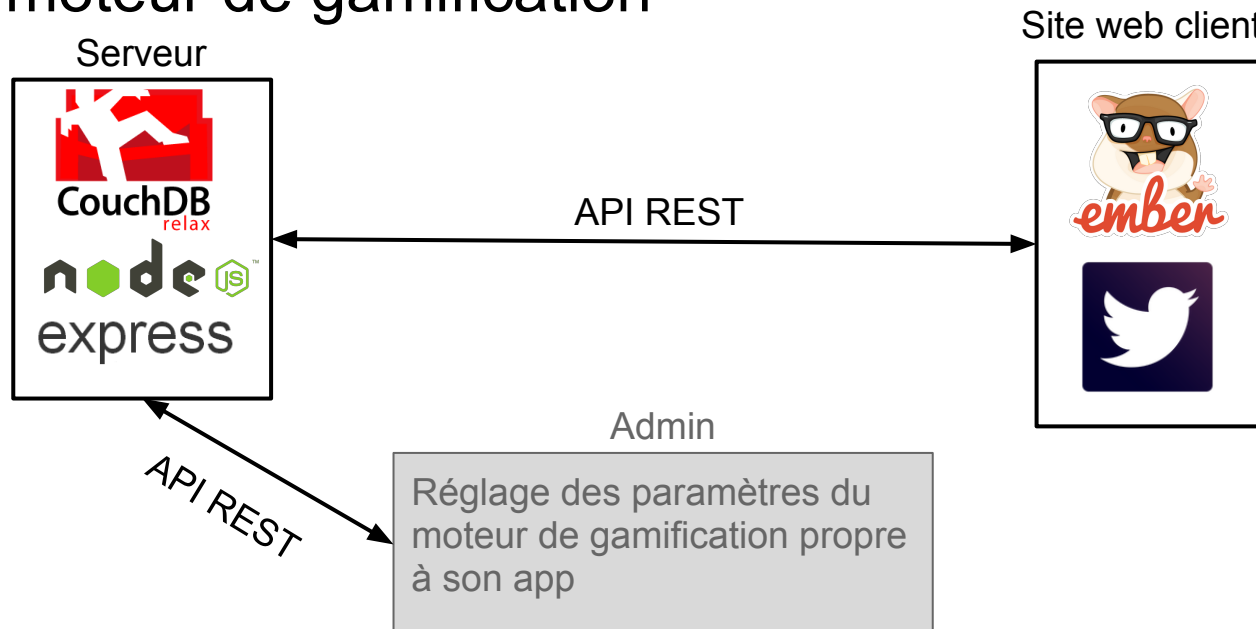 moteur de gamification
Serveur
Site web client
CouchDB
relax
node JS™
express
API REST
ember
Admin
API REST
Réglage des paramètres du
moteur de gamification propre
à son app